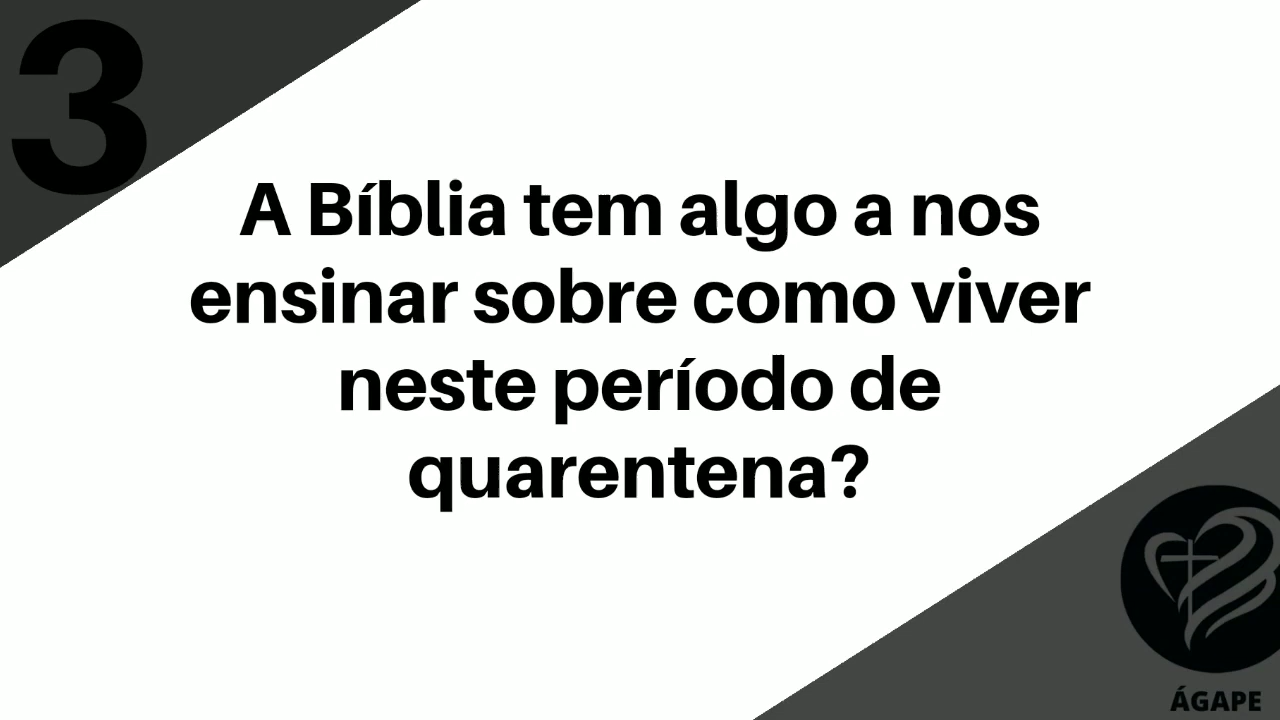 3
A Bíblia tem algo a nos
ensinar sobre como viver
neste período de
quarentena?
ÁGAPE